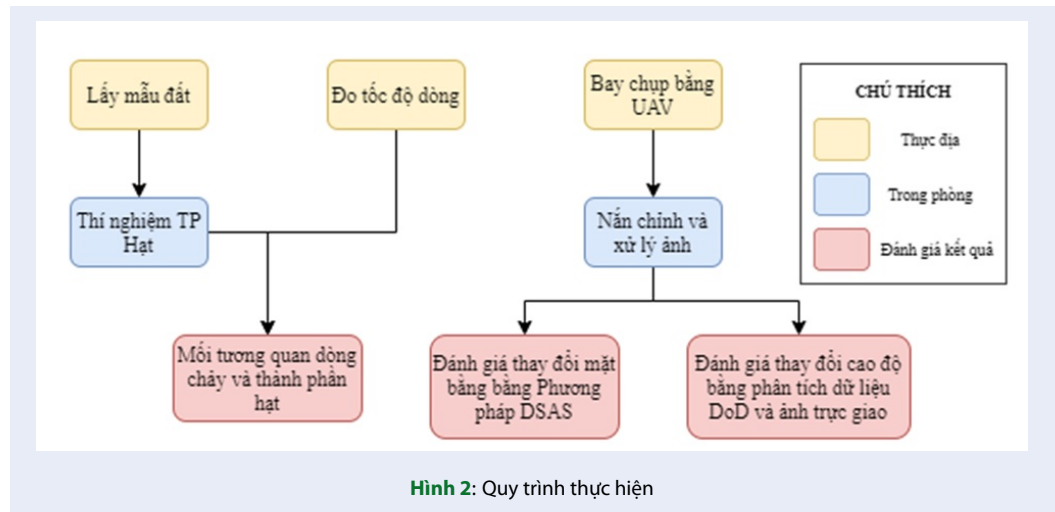 Lấy mẫu đất
Đo tốc độ dòng
Bay chụp bằng
UAV
CHÚ THÍCH
Thực địa
Trong phòng
Đánh giá kết quả
Thí nghiệm TP
Hạt
Nắn chỉnh và
xử lý ảnh
Mối tương quan dòng
chảy và thành phần
hạt
Đánh giá thay đổi mặt
bằng bằng Phương
pháp DSAS
Đánh giá thay đổi cao độ
bằng phân tích dữ liệu
DoD và ảnh trực giao
Hình 2: Quy trình thực hiện